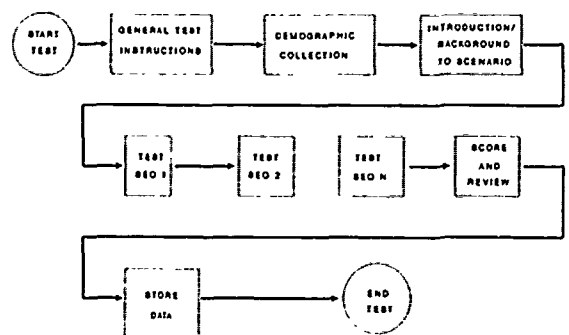 START
TEST
GENERAL TEST
INSTRUCTIONS
DEMOGRAPHIC
COLLECTION
INTRODUCTION/
BACKGROUND
TO SCENARIO
TEST
SEQ 1
TEST
SEQ 2
TEST
SEQ N
SCORE
AND
REVIEW
STORE
DATA
END
TEST